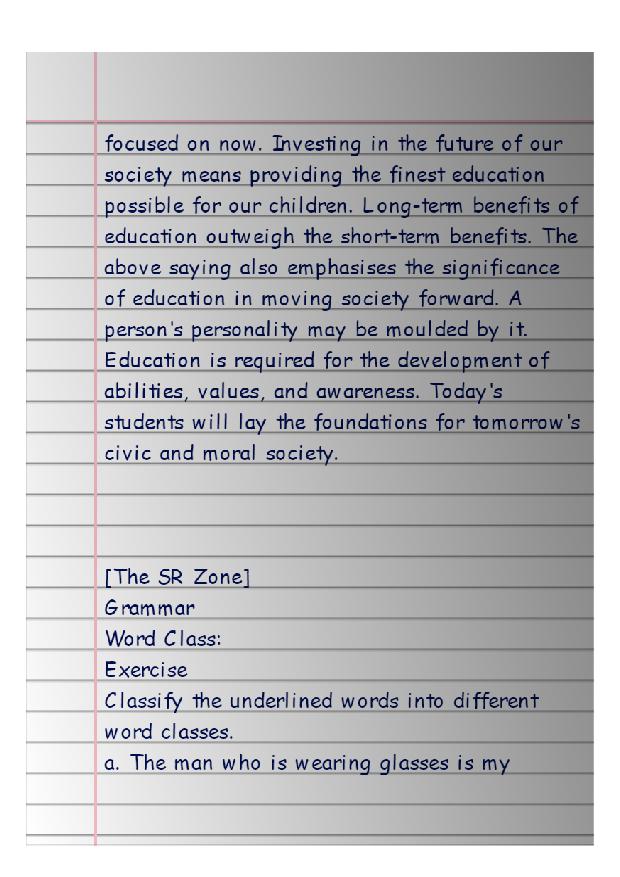 focused on now. Investing in the future of our
society means providing the finest education
possible for our children. Long-term benefits of
education outweigh the short-term benefits. The
above saying also emphasises the significance
of education in moving society forward. A
person's personality may be moulded by it.
Education is required for the development of
abilities, values, and awareness. Today's
students will lay the foundations for tomorrow's
civic and moral society.
[The SR Zone]
Grammar
Word Class:
Exercise
Classify the underlined words into different
word classes.
a. The man who is wearing glasses is my